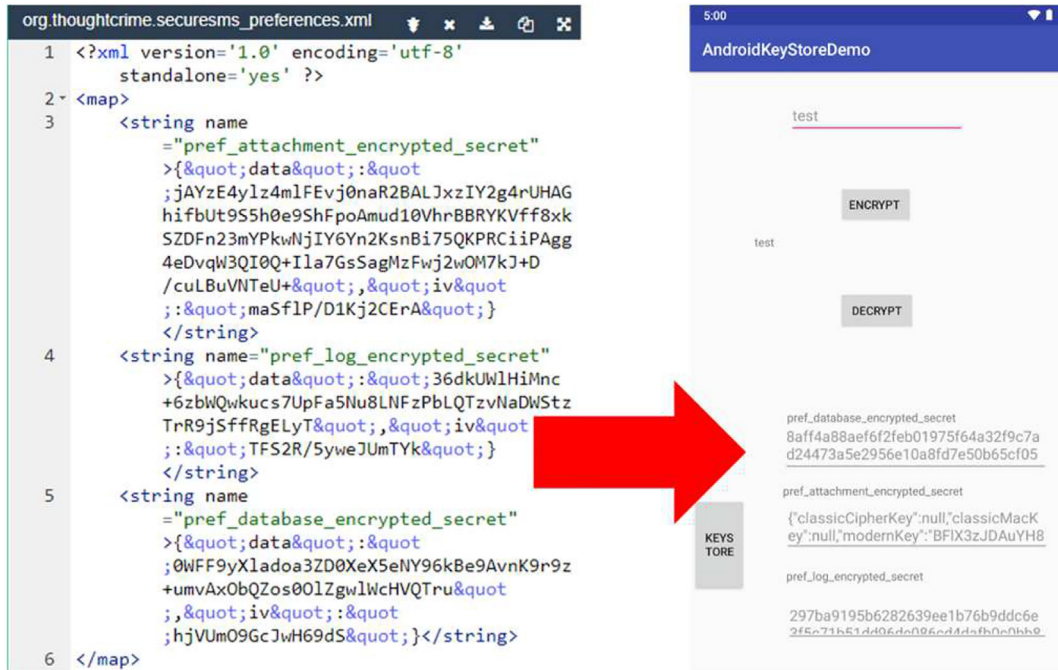 org.thoughtcrime.securesms_preferences.xml
1 <?xml version='1.0' encoding='utf-8'
standalone='yes' ?>
2 <map>
3 <string name
="pref_attachment_encrypted_secret"
>{&quot;data&quot;:&quot
;jAYzE4ylz4mlFEvj0naR2BALJxzIY2g4rUHAG
hifbUt9S5h0e9ShFpoAmud10VhrBBRYKVff8xk
SZDFn23mYPkwNjIY6Yn2KsnBi75QKPRCiiPAgg
4eDvqW3QI0Q+Ila7GsSagMzFwj2wOM7kJ+D
/cuLBuVNTeU+&quot;,&quot;iv&quot
;:&quot;maSflP/D1Kj2CErA&quot;}
</string>
4 <string name="pref_log_encrypted_secret"
>{&quot;data&quot;:&quot;36dkUWlHiMnc
+6zbWQwkucs7UpFa5Nu8LNFzPbLQTzvNaDWStz
TrR9jSffRgELyT&quot;,&quot;iv&quot
;:&quot;TFS2R/5yweJUmTYk&quot;}
</string>
5 <string name
="pref_database_encrypted_secret"
>{&quot;data&quot;:&quot
;0WFF9yXladoa3ZD0XeX5eNY96kBe9AvnK9r9z
+umvAxObQZos0OlZgwlWcHVQTru&quot
;,&quot;iv&quot;:&quot
;hjVUmO9GcJwH69dS&quot;}</string>
6 </map>
5:00
AndroidKeyStoreDemo
test
ENCRYPT
test
DECRYPT
pref_database_encrypted_secret
8aff4a88aef6f2feb01975f64a32f9c7a
d24473a5e2956e10a8fd7e50b65cf05
pref_attachment_encrypted_secret
{"classicCipherKey":null,"classicMacK
ey":null,"modernKey":"BFlX3zJDAuYH8
KEYS
TORE
pref_log_encrypted_secret
297ba9195b6282639ee1b76b9ddc6e
3f5c71b51dd96dc086cd4dafb0c0bb8